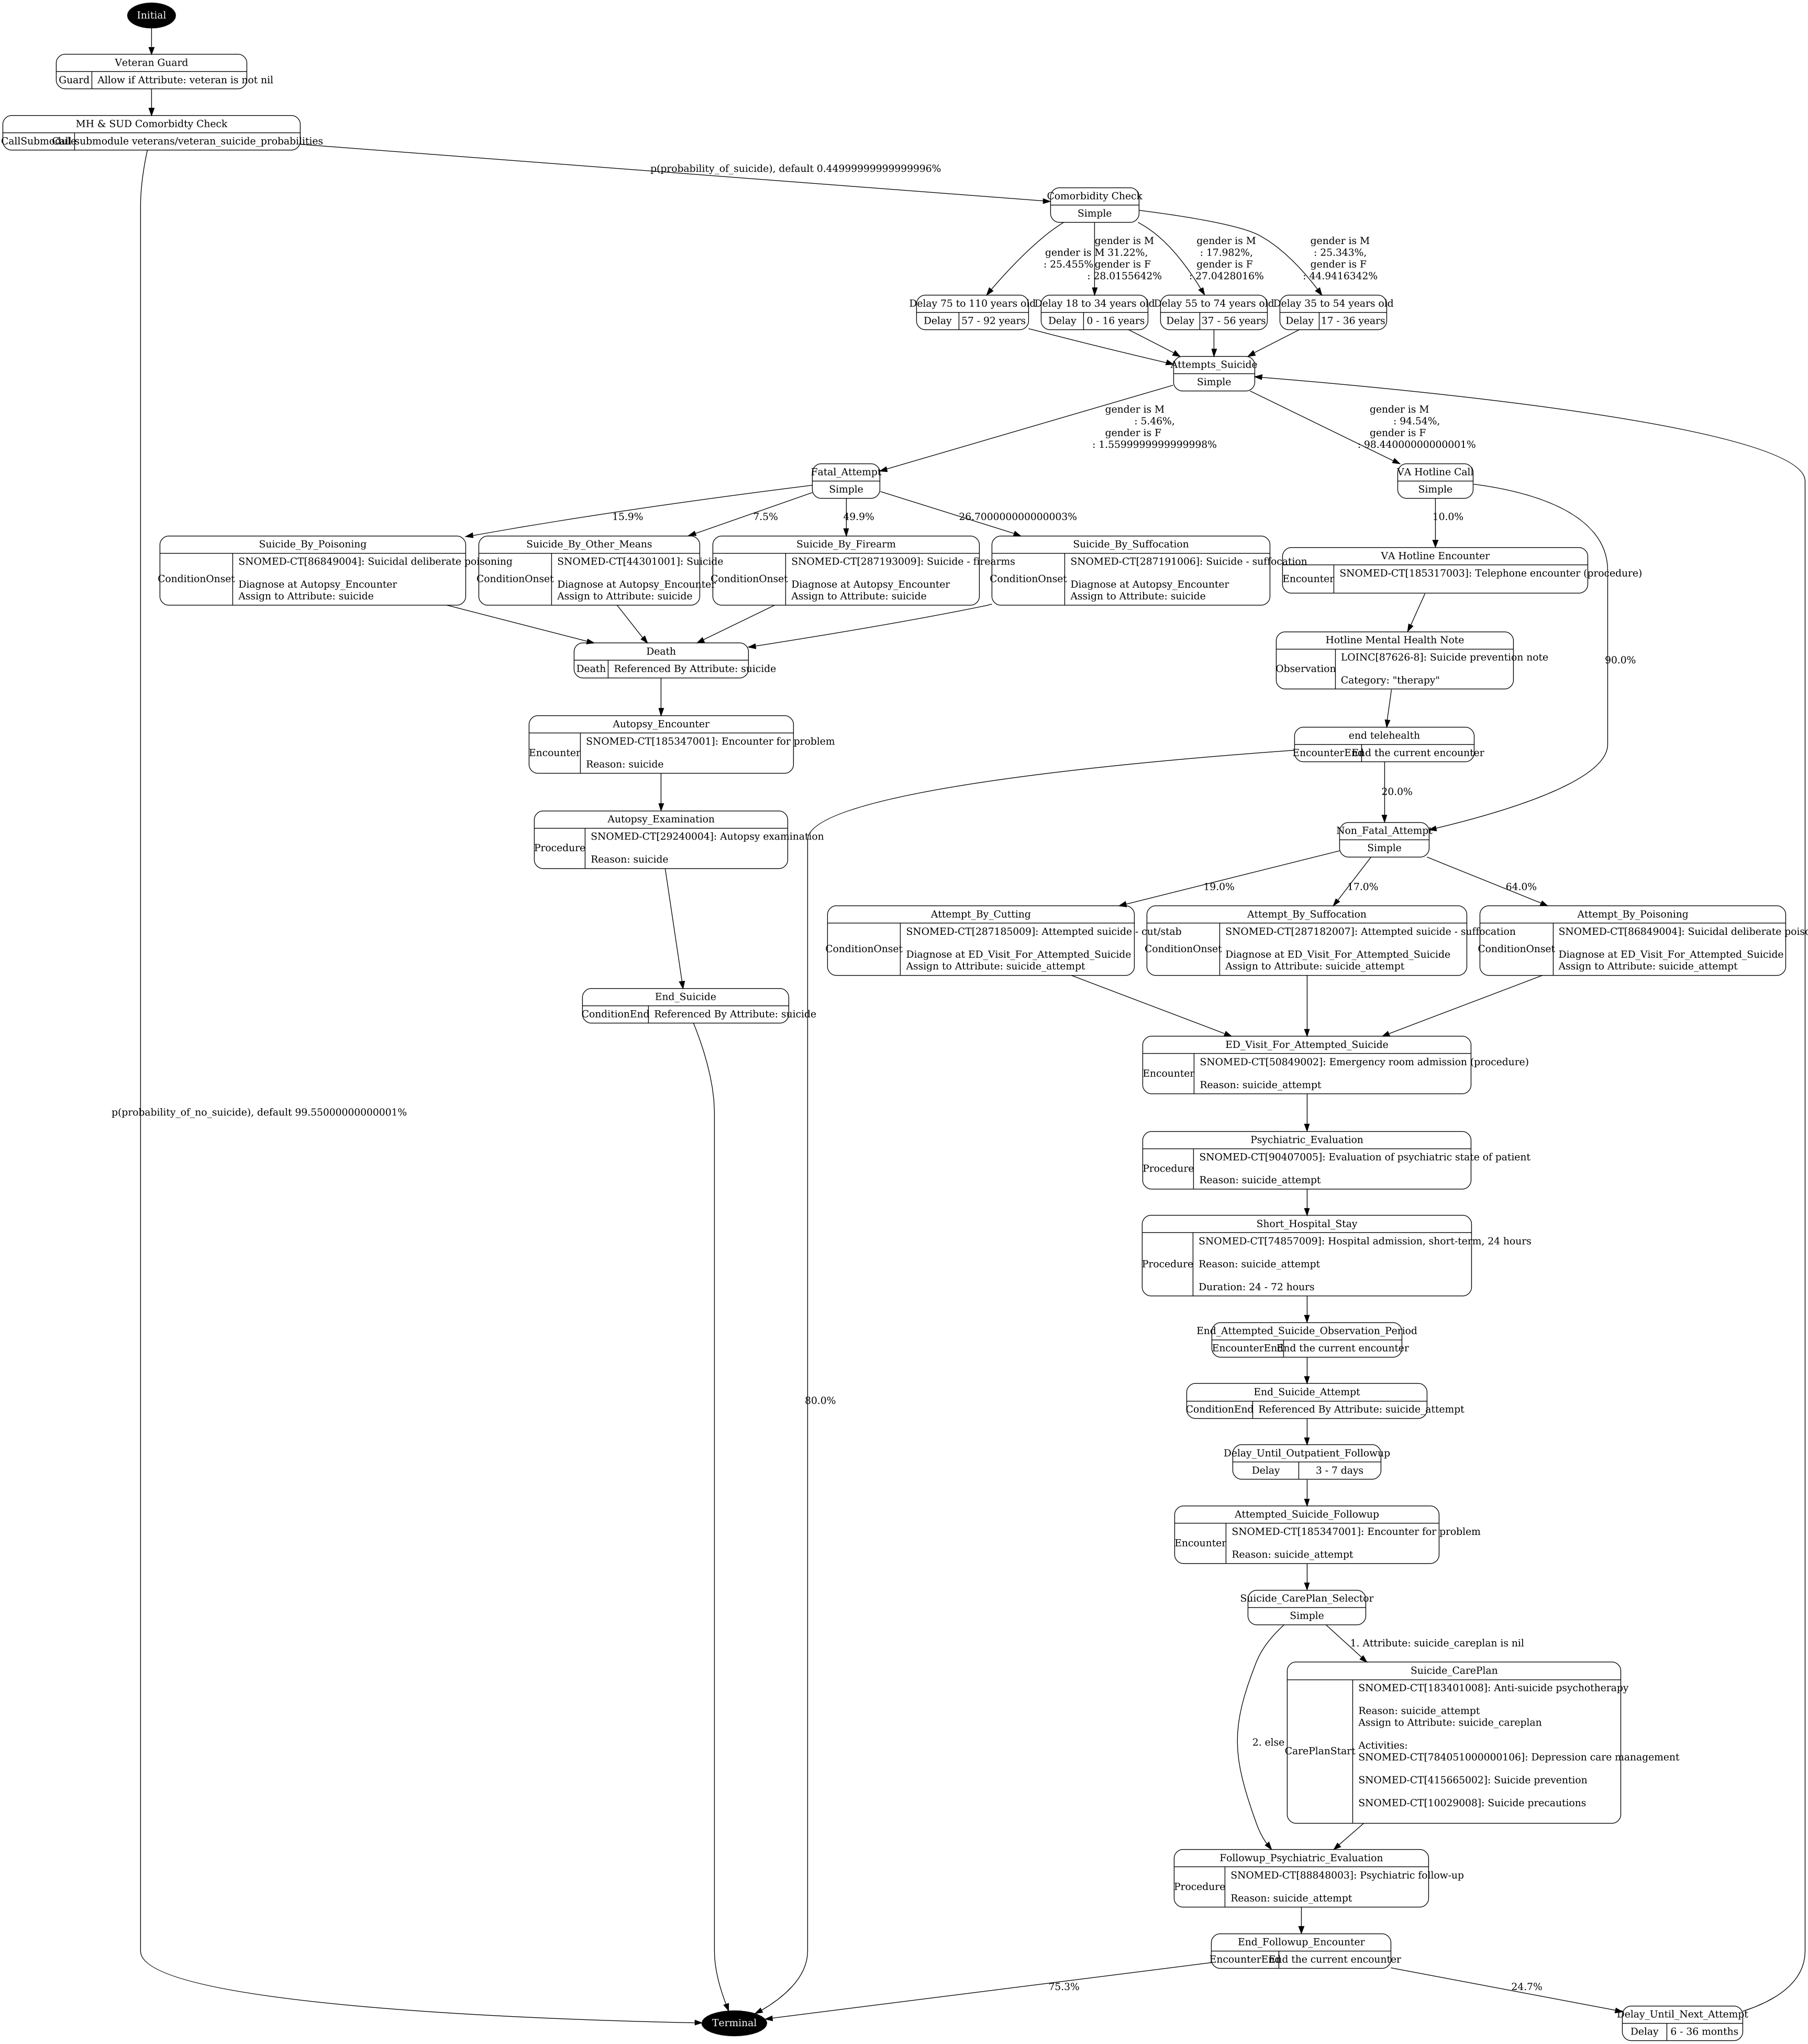 Initial
Veteran Guard
Guard
Allow if Attribute: veteran is not nil
MH & SUD Comorbidty Check
CallSubmodule
Call submodule veterans/veteran_suicide_probabilities
p(probability_of_suicide), default 0.44999999999999996%
Comorbidity Check
Simple
gender is M
: 25.455%
gender is M
31.22%,
gender is F
: 28.0155642%
gender is M
: 17.982%,
gender is F
: 27.0428016%
gender is M
: 25.343%,
gender is F
: 44.9416342%
Delay 75 to 110 years old
Delay
57 - 92 years
Delay 18 to 34 years old
Delay
0 - 16 years
Delay 55 to 74 years old
Delay
37 - 56 years
Delay 35 to 54 years old
Delay
17 - 36 years
Attempts_Suicide
Simple
gender is M
: 5.46%,
gender is F
: 1.5599999999999998%
gender is M
: 94.54%,
gender is F
: 98.44000000000001%
Fatal_Attempt
Simple
VA Hotline Call
Simple
15.9%
7.5%
49.9%
26.700000000000003%
10.0%
Suicide_By_Poisoning
ConditionOnset
SNOMED-CT[86849004]: Suicidal deliberate poisoning
Diagnose at Autopsy_Encounter
Assign to Attribute: suicide
Suicide_By_Other_Means
ConditionOnset
SNOMED-CT[44301001]: Suicide
Diagnose at Autopsy_Encounter
Assign to Attribute: suicide
Suicide_By_Firearm
ConditionOnset
SNOMED-CT[287193009]: Suicide - firearms
Diagnose at Autopsy_Encounter
Assign to Attribute: suicide
Suicide_By_Suffocation
ConditionOnset
SNOMED-CT[287191006]: Suicide - suffocation
Diagnose at Autopsy_Encounter
Assign to Attribute: suicide
VA Hotline Encounter
Encounter
SNOMED-CT[185317003]: Telephone encounter (procedure)
Death
Death
Referenced By Attribute: suicide
Hotline Mental Health Note
Observation
LOINC[87626-8]: Suicide prevention note
Category: "therapy"
90.0%
Autopsy_Encounter
Encounter
SNOMED-CT[185347001]: Encounter for problem
Reason: suicide
end telehealth
EncounterEnd
End the current encounter
20.0%
Autopsy_Examination
Procedure
SNOMED-CT[29240004]: Autopsy examination
Reason: suicide
Non_Fatal_Attempt
Simple
19.0%
17.0%
64.0%
Attempt_By_Cutting
ConditionOnset
SNOMED-CT[287185009]: Attempted suicide - cut/stab
Diagnose at ED_Visit_For_Attempted_Suicide
Assign to Attribute: suicide_attempt
Attempt_By_Suffocation
ConditionOnset
SNOMED-CT[287182007]: Attempted suicide - suffocation
Diagnose at ED_Visit_For_Attempted_Suicide
Assign to Attribute: suicide_attempt
Attempt_By_Poisoning
ConditionOnset
SNOMED-CT[86849004]: Suicidal deliberate
Diagnose at ED_Visit_For_Attempted_Suicide
Assign to Attribute: suicide_attempt
End_Suicide
ConditionEnd
Referenced By Attribute: suicide
ED_Visit_For_Attempted_Suicide
Encounter
SNOMED-CT[50849002]: Emergency room admission (procedure)
Reason: suicide_attempt
p(probability_of_no_suicide), default 99.55000000000001%
Psychiatric_Evaluation
Procedure
SNOMED-CT[90407005]: Evaluation of psychiatric state of patient
Reason: suicide_attempt
Short_Hospital_Stay
Procedure
SNOMED-CT[74857009]: Hospital admission, short-term, 24 hours
Reason: suicide_attempt
Duration: 24 - 72 hours
End_Attempted_Suicide_Observation_Period
EncounterEnd
End the current encounter
80.0%
End_Suicide_Attempt
ConditionEnd
Referenced By Attribute: suicide_attempt
Delay_Until_Outpatient_Followup
Delay
3 - 7 days
Attempted_Suicide_Followup
Encounter
SNOMED-CT[185347001]: Encounter for problem
Reason: suicide_attempt
Suicide_CarePlan_Selector
Simple
1. Attribute: suicide_careplan is nil
2. else
Suicide_CarePlan
CarePlanStart
SNOMED-CT[183401008]: Anti-suicide psychotherapy
Reason: suicide_attempt
Assign to Attribute: suicide_careplan
Activities:
SNOMED-CT[784051000000106]: Depression care management
SNOMED-CT[415665002]: Suicide prevention
SNOMED-CT[10029008]: Suicide precautions
Followup_Psychiatric_Evaluation
Procedure
SNOMED-CT[88848003]: Psychiatric follow-up
Reason: suicide_attempt
End_Followup_Encounter
EncounterEnd
End the current encounter
75.3%
24.7%
Terminal
Delay_Until_Next_Attempt
Delay
6 - 36 months